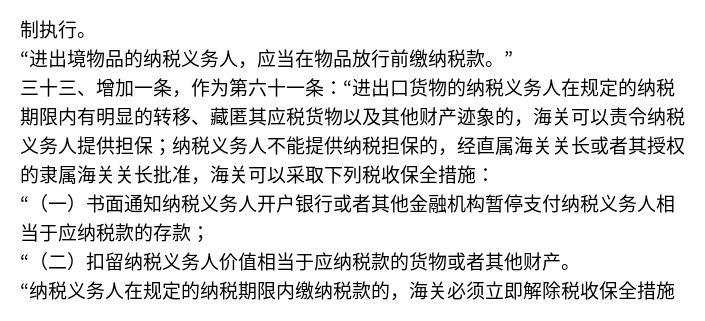 制执行。
“进出境物品的纳税义务人，应当在物品放行前缴纳税款。”
三十三、增加一条，作为第六十一条：“进出口货物的纳税义务人在规定的纳税
期限内有明显的转移、藏匿其应税货物以及其他财产迹象的，海关可以责令纳税
义务人提供担保；纳税义务人不能提供纳税担保的，经直属海关关长或者其授权
的隶属海关关长批准，海关可以采取下列税收保全措施：
“（一）书面通知纳税义务人开户银行或者其他金融机构暂停支付纳税义务人相
当于应纳税款的存款；
“（二）扣留纳税义务人价值相当于应纳税款的货物或者其他财产。
“纳税义务人在规定的纳税期限内缴纳税款的，海关必须立即解除税收保全措施